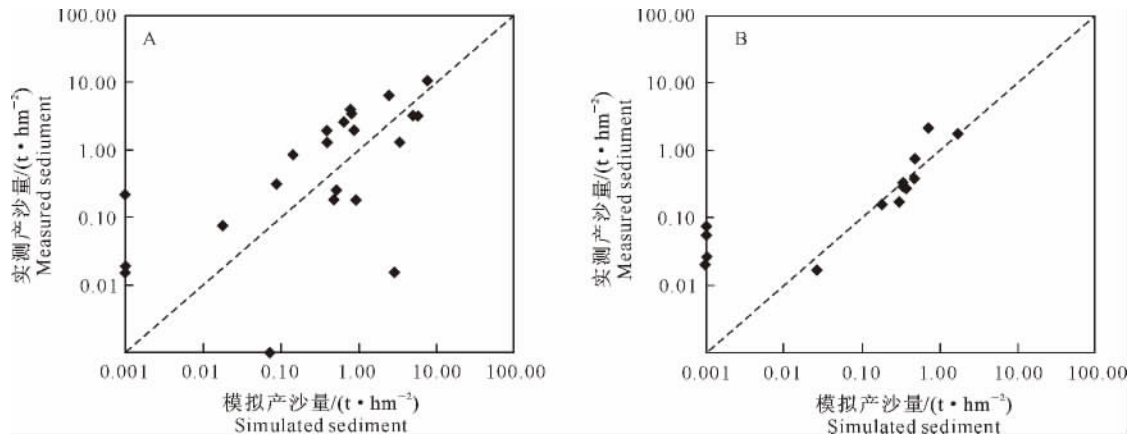 A
100.00
10.00
1.00
0.10
0.01
实测产沙量/(t·hm⁻²)
Measured sediument
0.001 0.01 0.10 1.00 10.00 100.00
模拟产沙量/(t·hm⁻²)
Simulated sediment
B
100.00
10.00
1.00
0.10
0.01
实测产沙量/(t·hm⁻²)
Measured sediument
0.001 0.01 0.10 1.00 10.00 100.00
模拟产沙量/(t·hm⁻²)
Simulated sediment